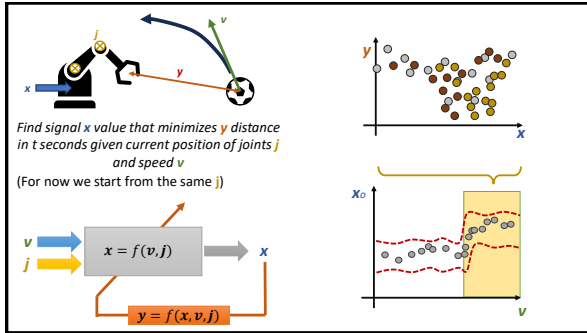 j
v
y
x
Find signal x value that minimizes y distance
in t seconds given current position of joints j
and speed v
(For now we start from the same j)
v
j
x = f(v,j)
x
y = f(x,v,j)
y
x
x₀
v